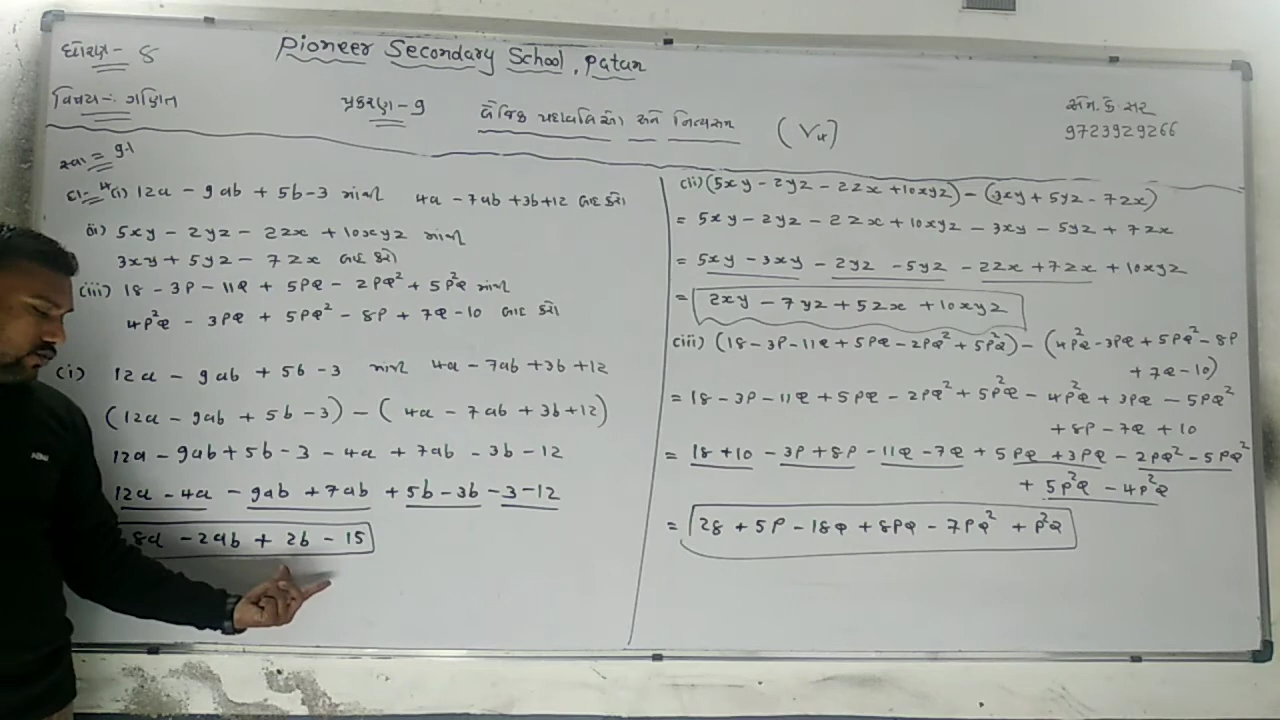 Pioneer Secondary School, Patan
ધોરણ - ૮
વિષય :- ગણિત
પ્રકરણ - 9
બૈજિક પદાવલિઓ અને નિત્યસમ (V4)
એન. કે. સર
9723929266
સ્વા = 9.1
દા-4 (i) 12a - 9ab + 5b - 3 માંથી 4a - 7ab + 3b + 12 બાદ કરો
(ii) 5xy - 2yz - 2zx + 10xyz માંથી
3xy + 5yz - 7zx બાદ કરો
(iii) 18 - 3P - 11Q + 5PQ - 2PQ² + 5P²Q માંથી
4P²Q - 3PQ + 5PQ² - 8P + 7Q - 10 બાદ કરો
(i) 12a - 9ab + 5b - 3 માંથી 4a - 7ab + 3b + 12
(12a - 9ab + 5b - 3) - (4a - 7ab + 3b + 12)
12a - 9ab + 5b - 3 - 4a + 7ab - 3b - 12
12a - 4a - 9ab + 7ab + 5b - 3b - 3 - 12
8a - 2ab + 2b - 15
(ii) (5xy - 2yz - 2zx + 10xyz) - (3xy + 5yz - 7zx)
= 5xy - 2yz - 2zx + 10xyz - 3xy - 5yz + 7zx
= 5xy - 3xy - 2yz - 5yz - 2zx + 7zx + 10xyz
= 2xy - 7yz + 5zx + 10xyz
(iii) (18 - 3P - 11Q + 5PQ - 2PQ² + 5P²Q) - (4P²Q - 3PQ + 5PQ² - 8P
+ 7Q - 10)
= 18 - 3P - 11Q + 5PQ - 2PQ² + 5P²Q - 4P²Q + 3PQ - 5PQ²
+ 8P - 7Q + 10
= 18 + 10 - 3P + 8P - 11Q - 7Q + 5PQ + 3PQ - 2PQ² - 5PQ²
+ 5P²Q - 4P²Q
= 28 + 5P - 18Q + 8PQ - 7PQ² + P²Q